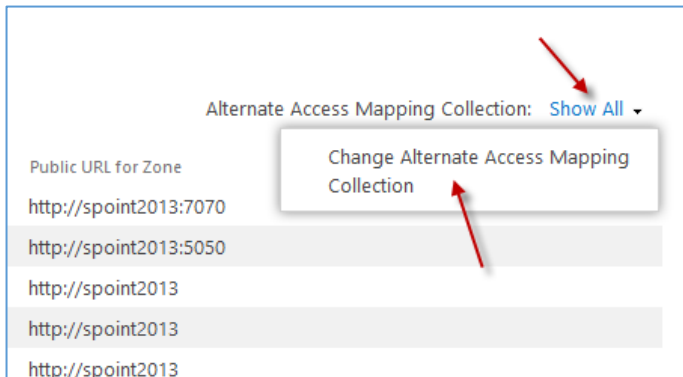 Alternate Access Mapping Collection: Show All
Change Alternate Access Mapping
Collection
Public URL for Zone
http://spoint2013:7070
http://spoint2013:5050
http://spoint2013
http://spoint2013
http://spoint2013